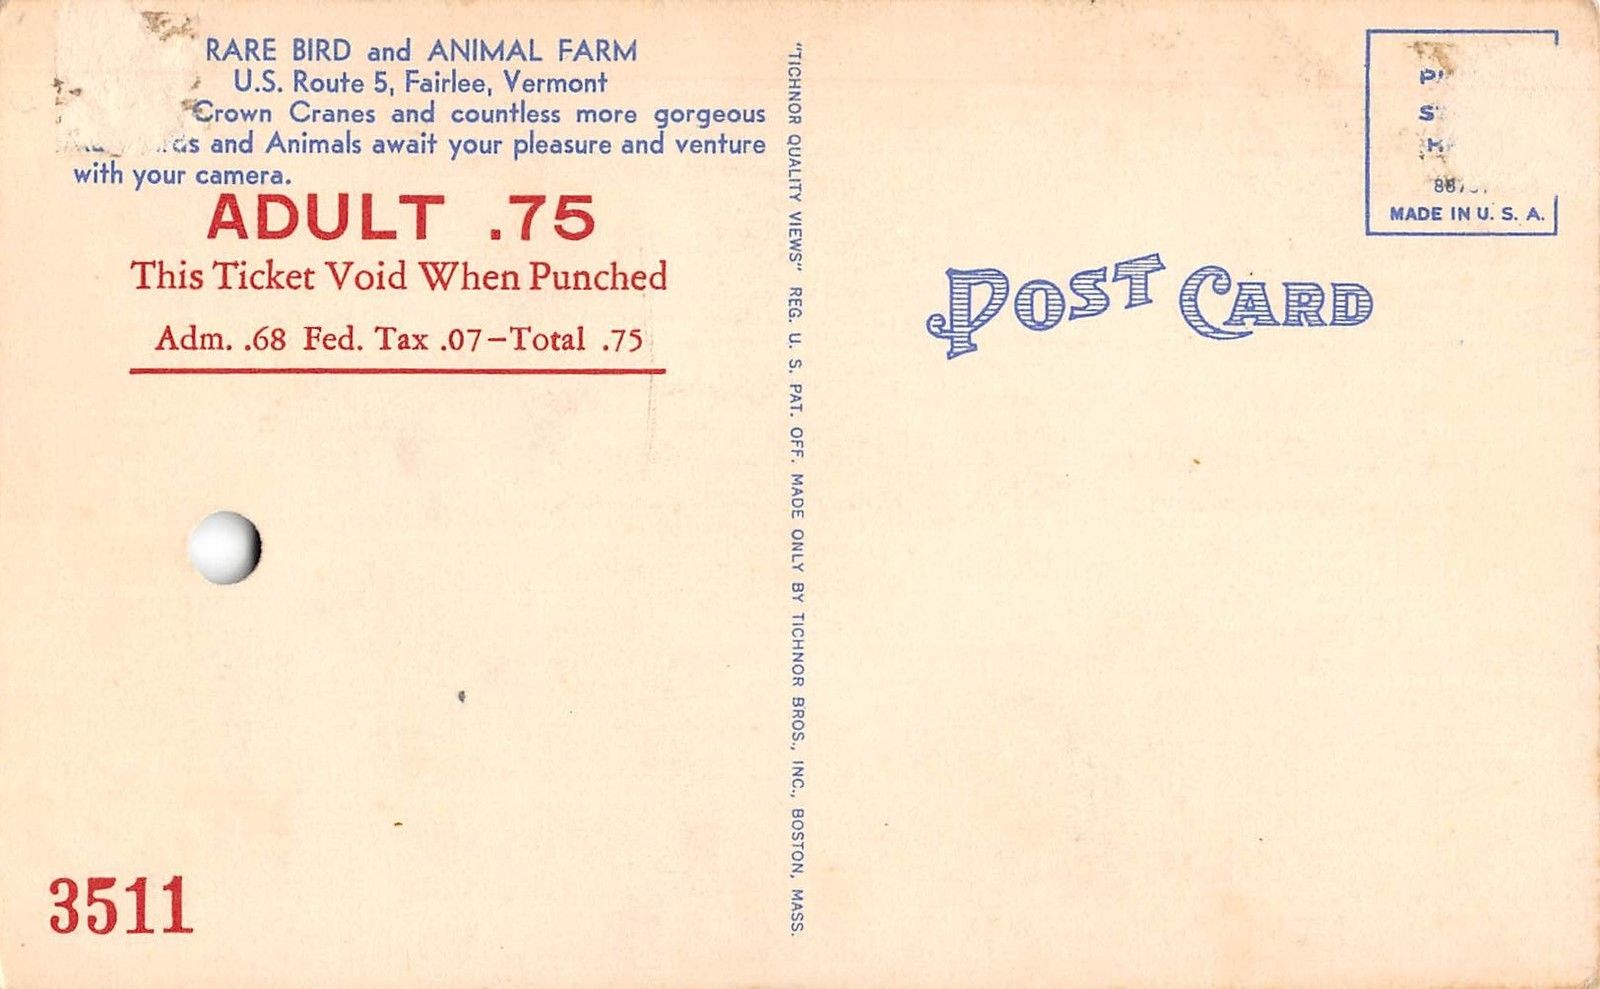 RARE BIRD and ANIMAL FARM
U.S. Route 5, Fairlee, Vermont
Crown Cranes and countless more gorgeous
and Animals await your pleasure and venture
with your camera.
ADULT .75
This Ticket Void When Punched
Adm. .68 Fed. Tax .07—Total .75
3511
"TICHNOR QUALITY VIEWS" REG. U. S. PAT. OFF. MADE ONLY BY TICHNOR BROS., INC., BOSTON, MASS.
POST CARD
MADE IN U. S. A.